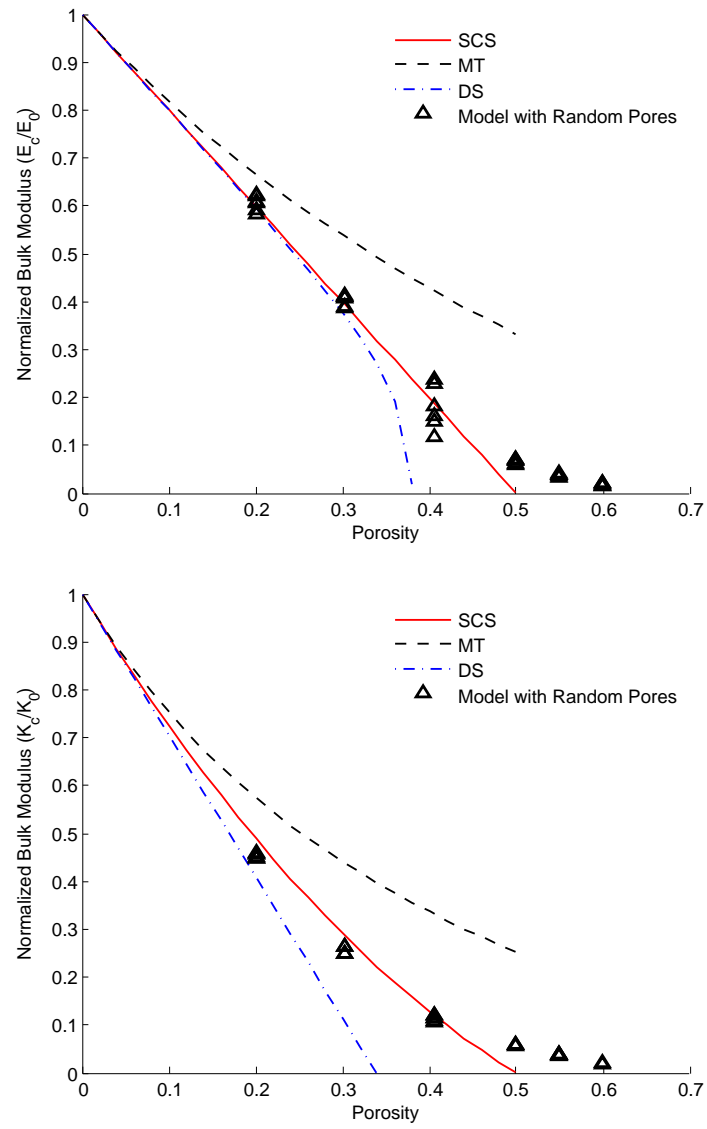 1
0.9
0.8
0.7
0.6
0.5
0.4
0.3
0.2
0.1
0
Normalized Bulk Modulus (E_c/E_0)
SCS
MT
DS
Model with Random Pores
0 0.1 0.2 0.3 0.4 0.5 0.6 0.7
Porosity
1
0.9
0.8
0.7
0.6
0.5
0.4
0.3
0.2
0.1
0
Normalized Bulk Modulus (K_c/K_0)
SCS
MT
DS
Model with Random Pores
0 0.1 0.2 0.3 0.4 0.5 0.6 0.7
Porosity